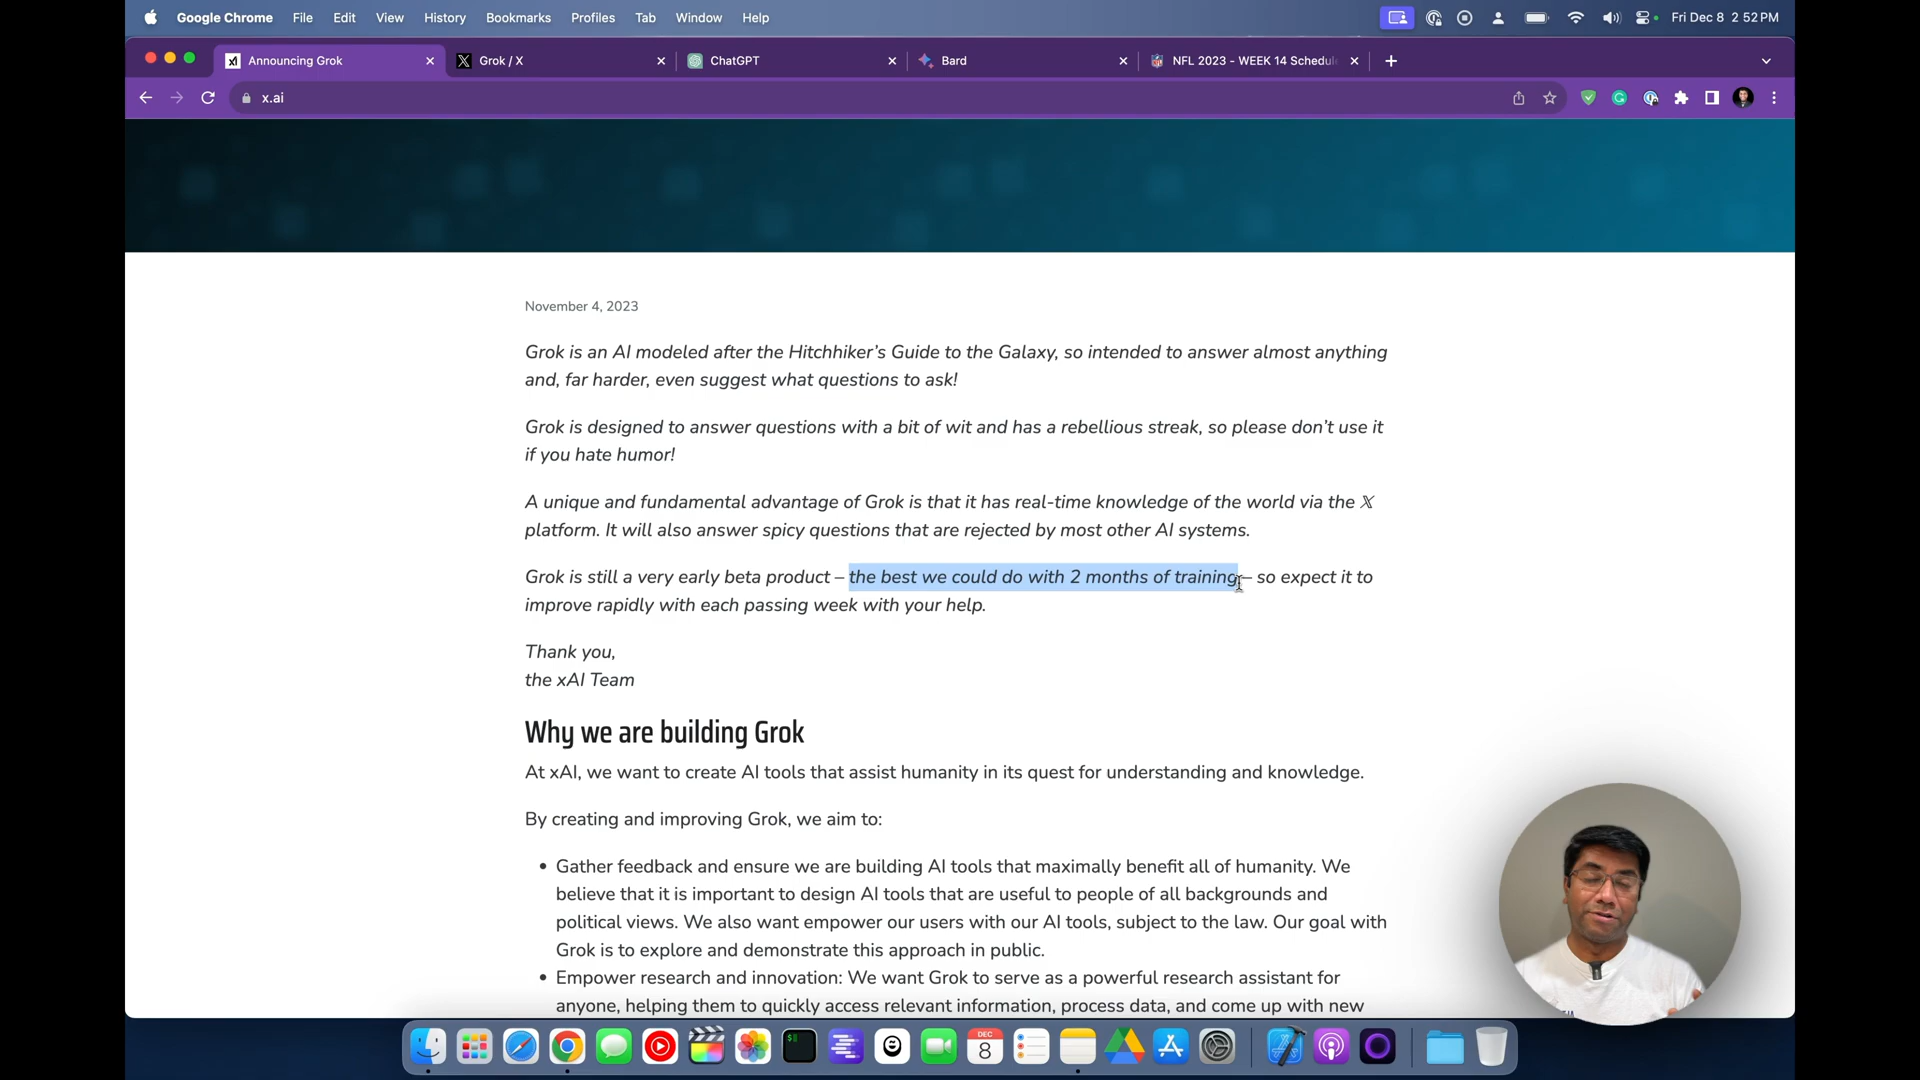 Google Chrome File Edit View History Bookmarks Profiles Tab Window Help Fri Dec 8 2 52 PM
Announcing Grok Grok / X ChatGPT Bard NFL 2023 - WEEK 14 Schedul
x.ai
November 4, 2023
Grok is an AI modeled after the Hitchhiker’s Guide to the Galaxy, so intended to answer almost anything
and, far harder, even suggest what questions to ask!
Grok is designed to answer questions with a bit of wit and has a rebellious streak, so please don’t use it
if you hate humor!
A unique and fundamental advantage of Grok is that it has real-time knowledge of the world via the 𝕏
platform. It will also answer spicy questions that are rejected by most other AI systems.
Grok is still a very early beta product – the best we could do with 2 months of training – so expect it to
improve rapidly with each passing week with your help.
Thank you,
the xAI Team
Why we are building Grok
At xAI, we want to create AI tools that assist humanity in its quest for understanding and knowledge.
By creating and improving Grok, we aim to:
• Gather feedback and ensure we are building AI tools that maximally benefit all of humanity. We
believe that it is important to design AI tools that are useful to people of all backgrounds and
political views. We also want empower our users with our AI tools, subject to the law. Our goal with
Grok is to explore and demonstrate this approach in public.
• Empower research and innovation: We want Grok to serve as a powerful research assistant for
anyone, helping them to quickly access relevant information, process data, and come up with new
DEC
8